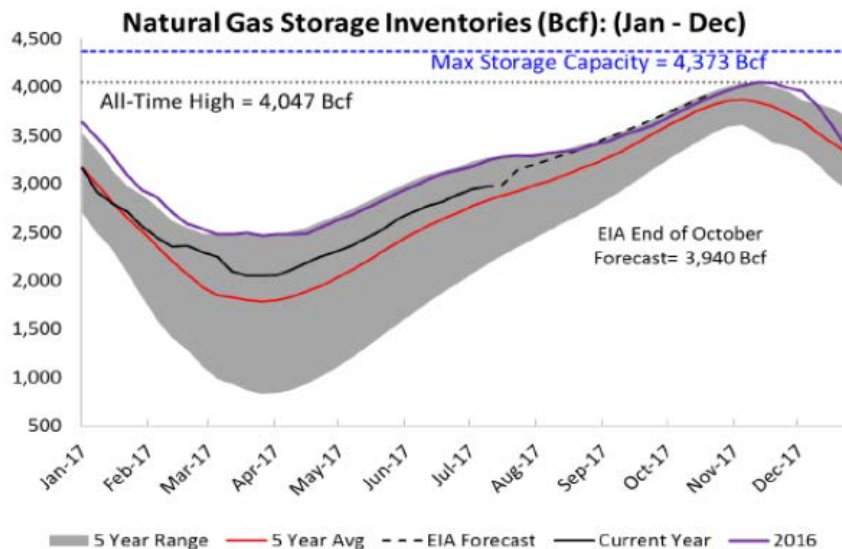 Natural Gas Storage Inventories (Bcf): (Jan - Dec)
4,500
4,000
3,500
3,000
2,500
2,000
1,500
1,000
500
Max Storage Capacity = 4,373 Bcf
All-Time High = 4,047 Bcf
EIA End of October
Forecast= 3,940 Bcf
Jan-17
Feb-17
Mar-17
Apr-17
May-17
Jun-17
Jul-17
Aug-17
Sep-17
Oct-17
Nov-17
Dec-17
5 Year Range
5 Year Avg
EIA Forecast
Current Year
2016